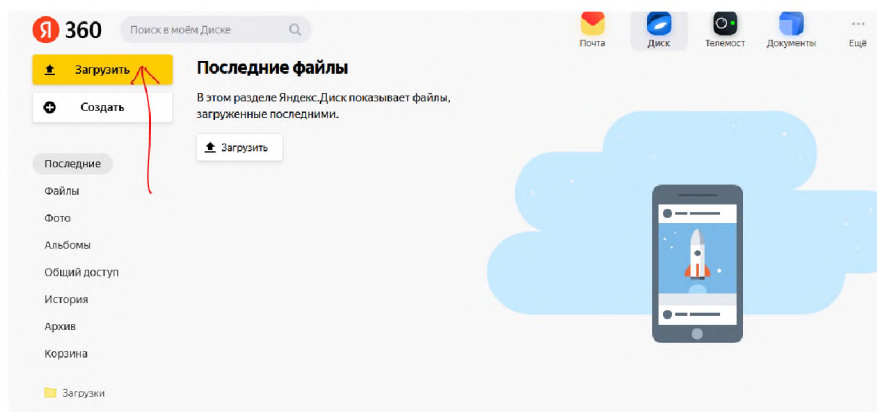 Я 360
Поиск в моём Диске
Почта
Диск
Телемост
Документы
Ещё
Загрузить
Создать
Последние
Файлы
Фото
Альбомы
Общий доступ
История
Архив
Корзина
Загрузки
Последние файлы
В этом разделе Яндекс.Диск показывает файлы,
загруженные последними.
Загрузить